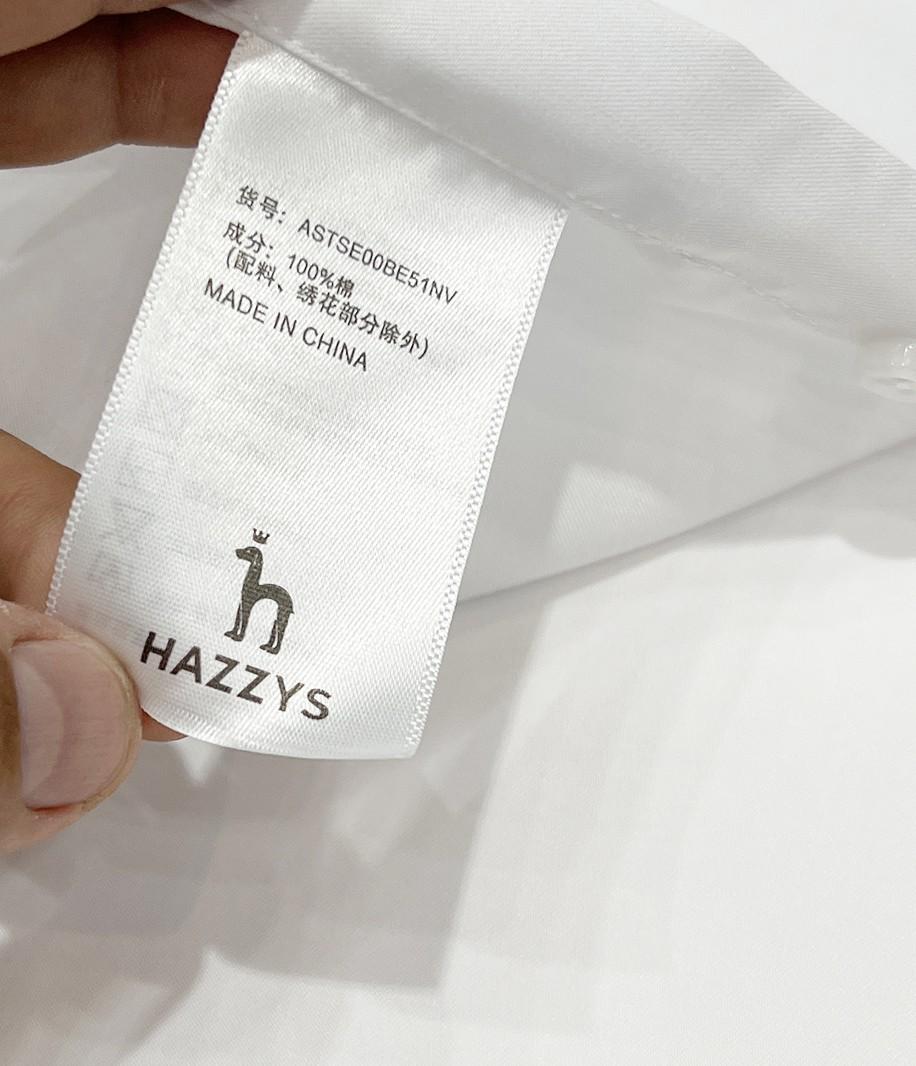 货号: ASTSE00BE51NV
成分: 100%棉
(配料、绣花部分除外)
MADE IN CHINA
HAZZYS